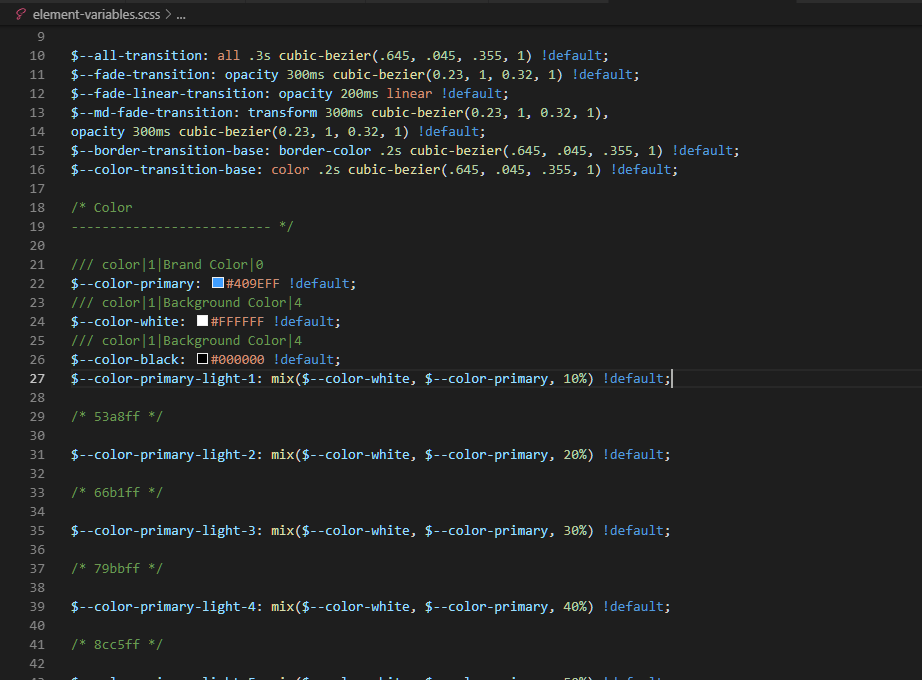 element-variables.scss > ...
9
10 $--all-transition: all .3s cubic-bezier(.645, .045, .355, 1) !default;
11 $--fade-transition: opacity 300ms cubic-bezier(0.23, 1, 0.32, 1) !default;
12 $--fade-linear-transition: opacity 200ms linear !default;
13 $--md-fade-transition: transform 300ms cubic-bezier(0.23, 1, 0.32, 1),
14 opacity 300ms cubic-bezier(0.23, 1, 0.32, 1) !default;
15 $--border-transition-base: border-color .2s cubic-bezier(.645, .045, .355, 1) !default;
16 $--color-transition-base: color .2s cubic-bezier(.645, .045, .355, 1) !default;
17
18 /* Color
19 -------------------------- */
20
21 /// color|1|Brand Color|0
22 $--color-primary: #409EFF !default;
23 /// color|1|Background Color|4
24 $--color-white: #FFFFFF !default;
25 /// color|1|Background Color|4
26 $--color-black: #000000 !default;
27 $--color-primary-light-1: mix($--color-white, $--color-primary, 10%) !default;
28
29 /* 53a8ff */
30
31 $--color-primary-light-2: mix($--color-white, $--color-primary, 20%) !default;
32
33 /* 66b1ff */
34
35 $--color-primary-light-3: mix($--color-white, $--color-primary, 30%) !default;
36
37 /* 79bbff */
38
39 $--color-primary-light-4: mix($--color-white, $--color-primary, 40%) !default;
40
41 /* 8cc5ff */
42